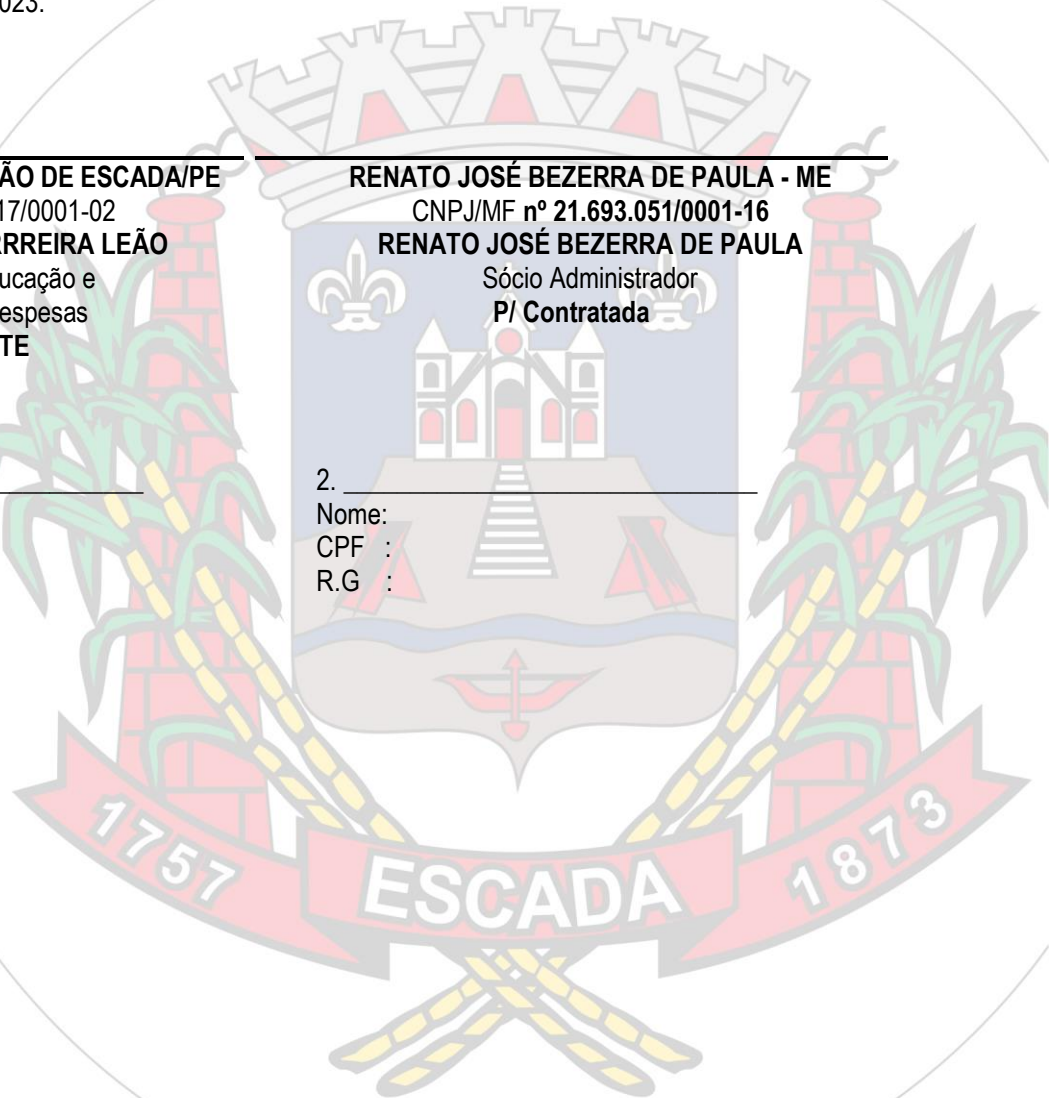 023.
ÃO DE ESCADA/PE
17/0001-02
RRREIRA LEÃO
ucação e
espesas
TE
RENATO JOSÉ BEZERRA DE PAULA - ME
CNPJ/MF nº 21.693.051/0001-16
RENATO JOSÉ BEZERRA DE PAULA
Sócio Administrador
P/ Contratada
2. ______________________________
Nome:
CPF :
R.G :
1757
ESCADA
1873